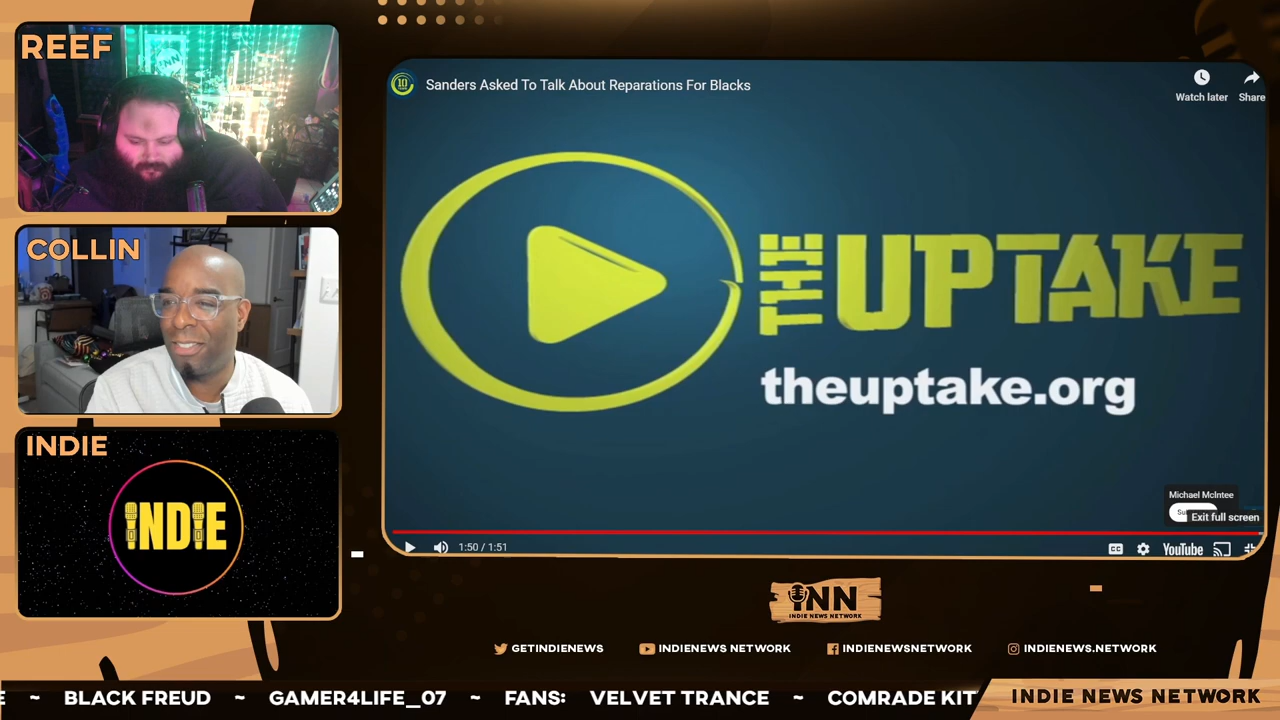 REEF
COLLIN
INDIE
INDIE
10
Sanders Asked To Talk About Reparations For Blacks
Watch later
Share
THE UPTAKE
theuptake.org
Michael McIntee
Exit full screen
1:50 / 1:51
CC
YouTube
INN
INDIE NEWS NETWORK
GETINDIENEWS
INDIENEWS NETWORK
INDIENEWSNETWORK
INDIENEWS.NETWORK
E ~ BLACK FREUD ~ GAMER4LIFE_07 ~ FANS: VELVET TRANCE ~ COMRADE KIT
INDIE NEWS NETWORK